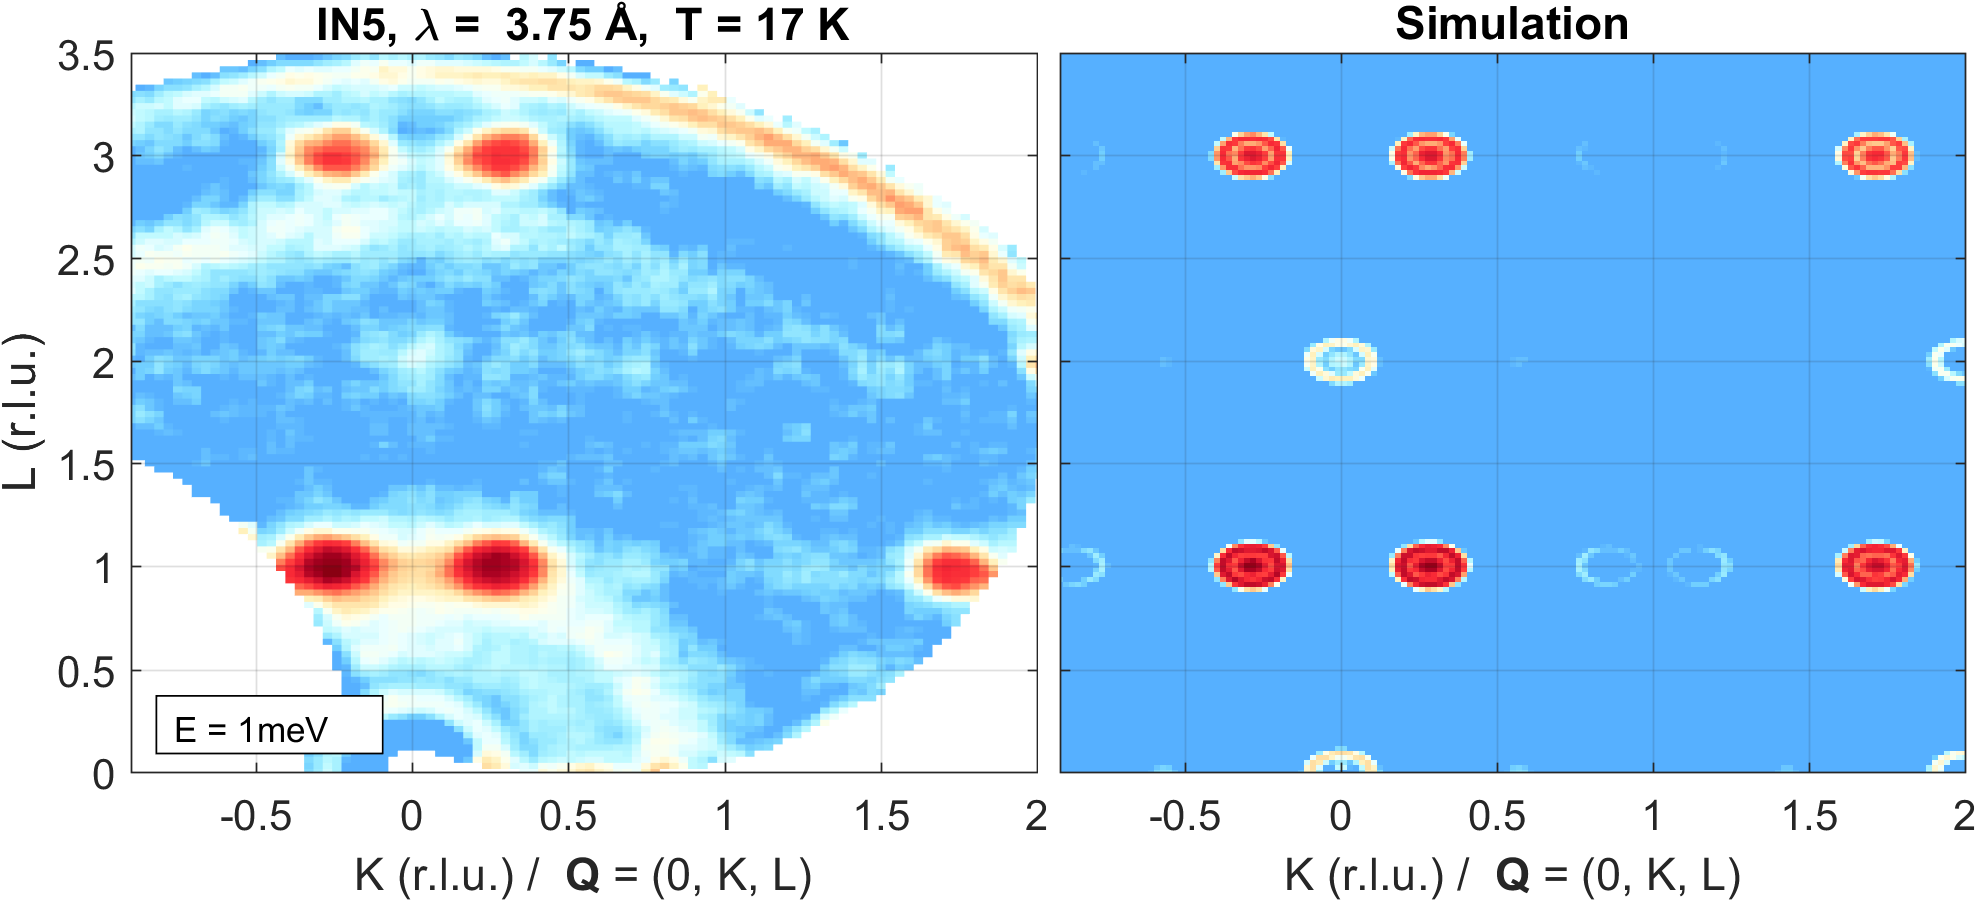 IN5, λ = 3.75 Å, T = 17 K
Simulation
3.5
3
2.5
2
1.5
1
0.5
0
L (r.l.u.)
E = 1meV
-0.5 0 0.5 1 1.5 2
-0.5 0 0.5 1 1.5 2
K (r.l.u.) / Q = (0, K, L)
K (r.l.u.) / Q = (0, K, L)